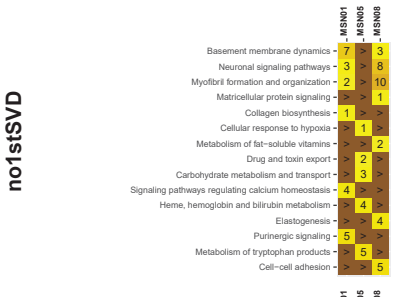 MSN01 MSN05 MSN08
no1stSVD
Basement membrane dynamics 7 > 3
Neuronal signaling pathways 3 > 8
Myofibril formation and organization 2 > 10
Matricellular protein signaling > > 1
Collagen biosynthesis 1 > >
Cellular response to hypoxia > 1 >
Metabolism of fat−soluble vitamins > > 2
Drug and toxin export > 2 >
Carbohydrate metabolism and transport > 3 >
Signaling pathways regulating calcium homeostasis 4 > >
Heme, hemoglobin and bilirubin metabolism > 4 >
Elastogenesis > > 4
Purinergic signaling 5 > >
Metabolism of tryptophan products > 5 >
Cell−cell adhesion > > 5
01 05 08